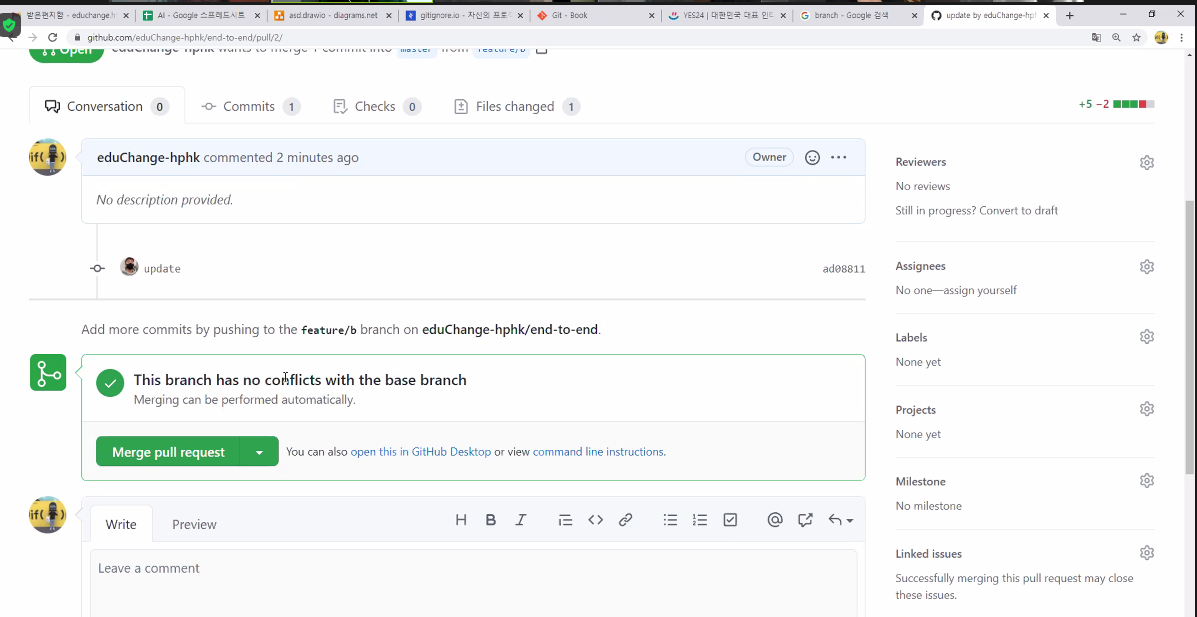 받은편지함 - educhange.h
AI - Google 스프레드시트
asd.drawio - diagrams.net
gitignore.io - 자신의 프로
Git - Book
YES24 | 대한민국 대표 인터
branch - Google 검색
update by eduChange-hp
github.com/eduChange-hphk/end-to-end/pull/2/
Open
eduChange-hphk wants to merge 1 commit into master from feature/b
Conversation 0
Commits 1
Checks 0
Files changed 1
+5 −2
eduChange-hphk commented 2 minutes ago
Owner
No description provided.
update
ad08811
Add more commits by pushing to the feature/b branch on eduChange-hphk/end-to-end.
This branch has no conflicts with the base branch
Merging can be performed automatically.
Merge pull request
You can also open this in GitHub Desktop or view command line instructions.
if( )
Write
Preview
Leave a comment
Reviewers
No reviews
Still in progress? Convert to draft
Assignees
No one—assign yourself
Labels
None yet
Projects
None yet
Milestone
No milestone
Linked issues
Successfully merging this pull request may close
these issues.